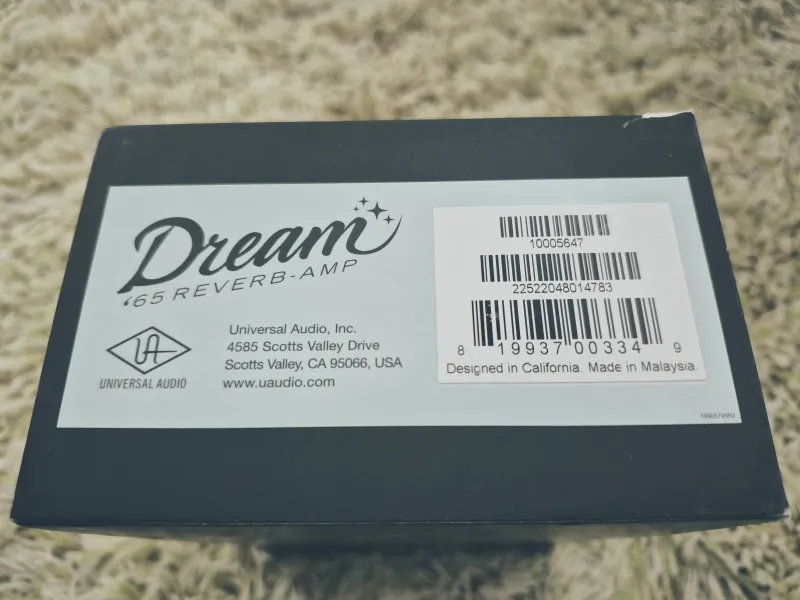 Dream
'65 REVERB-AMP
UA
UNIVERSAL AUDIO
Universal Audio, Inc.
4585 Scotts Valley Drive
Scotts Valley, CA 95066, USA
www.uaudio.com
10005647
22522048014783
8 19937 00334 9
Designed in California. Made in Malaysia.